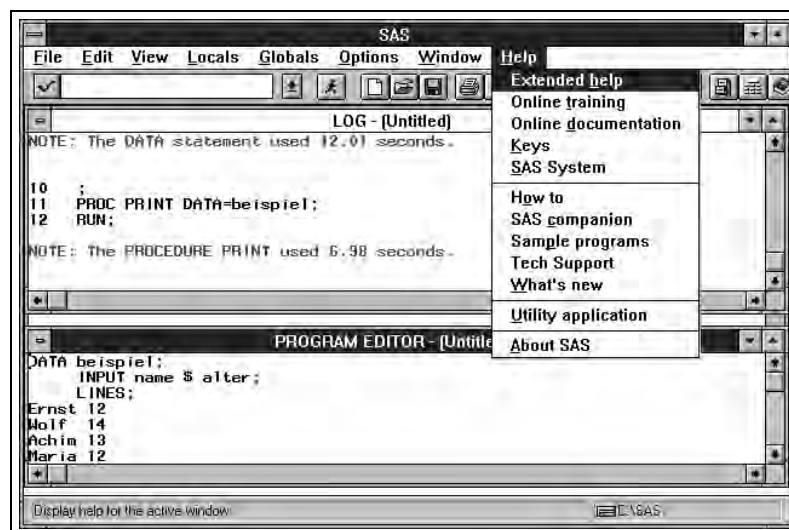 SAS
File Edit View Locals Globals Options Window Help
Extended help
Online training
Online documentation
Keys
SAS System
How to
SAS companion
Sample programs
Tech Support
What's new
Utility application
About SAS
LOG - (Untitled)
NOTE: The DATA statement used 12.01 seconds.
10 ;
11 PROC PRINT DATA=beispiel;
12 RUN;
NOTE: The PROCEDURE PRINT used 6.98 seconds.
PROGRAM EDITOR - (Untitle
DATA beispiel;
INPUT name $ alter;
LINES;
Ernst 12
Wolf 14
Achim 13
Maria 12
Display help for the active window
E:\SAS